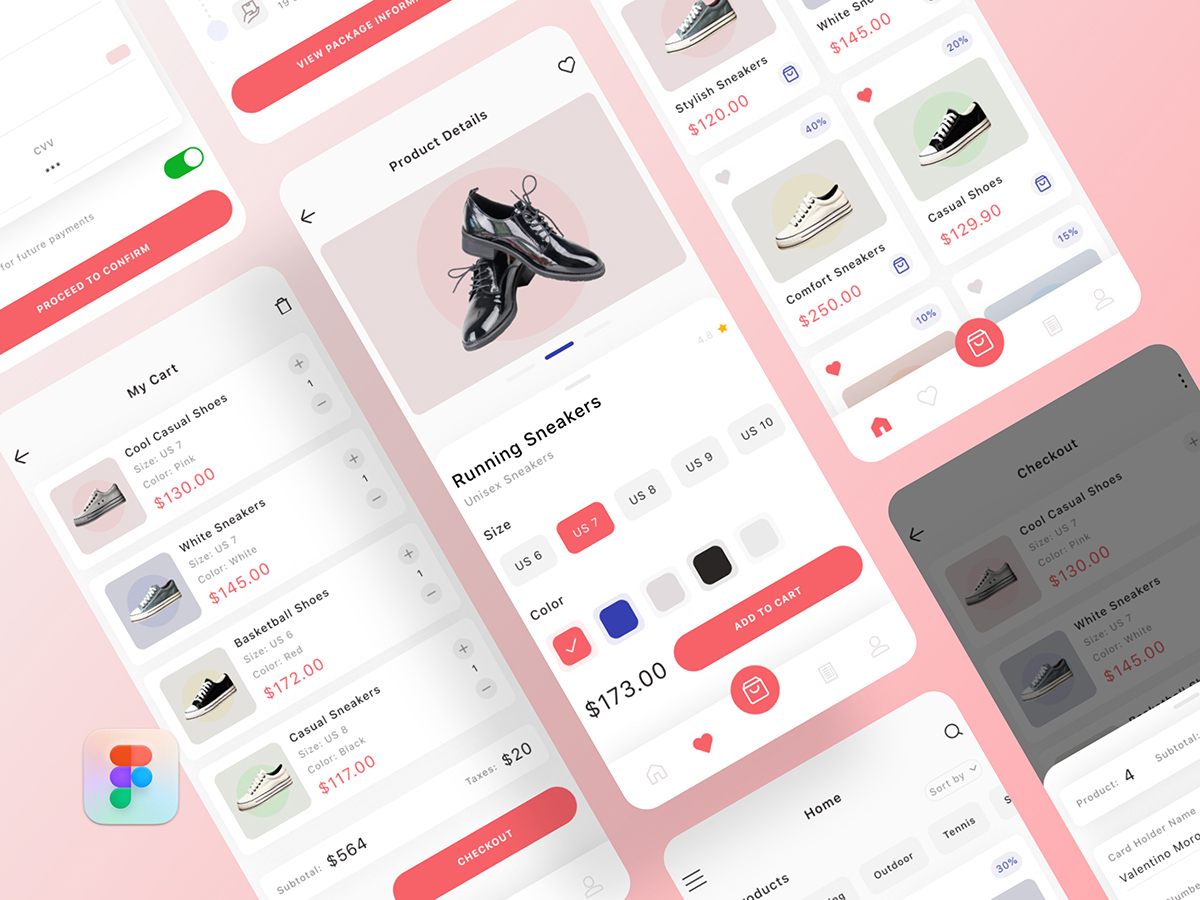 CVV
•••
for future payments
PROCEED TO CONFIRM
19
VIEW PACKAGE INFORM
My Cart
Cool Casual Shoes
Size: US 7
Color: Pink
$130.00
1
White Sneakers
Size: US 7
Color: White
$145.00
1
Basketball Shoes
Size: US 6
Color: Red
$172.00
1
Casual Sneakers
Size: US 8
Color: Black
$117.00
1
Taxes: $20
Subtotal: $564
CHECKOUT
Product Details
4.8
Running Sneakers
Unisex Sneakers
Size
US 6
US 7
US 8
US 9
US 10
Color
$173.00
ADD TO CART
Stylish Sneakers
$120.00
White Sne
$145.00
40%
Comfort Sneakers
$250.00
20%
Casual Shoes
$129.90
10%
15%
Home
Sort by
oducts
Outdoor
Tennis
S
30%
Checkout
Cool Casual Shoes
Size: US 7
Color: Pink
$130.00
White Sneakers
Size: US 7
Color: White
$145.00
Product: 4
Subtotal:
Card Holder Name
Valentino Moro